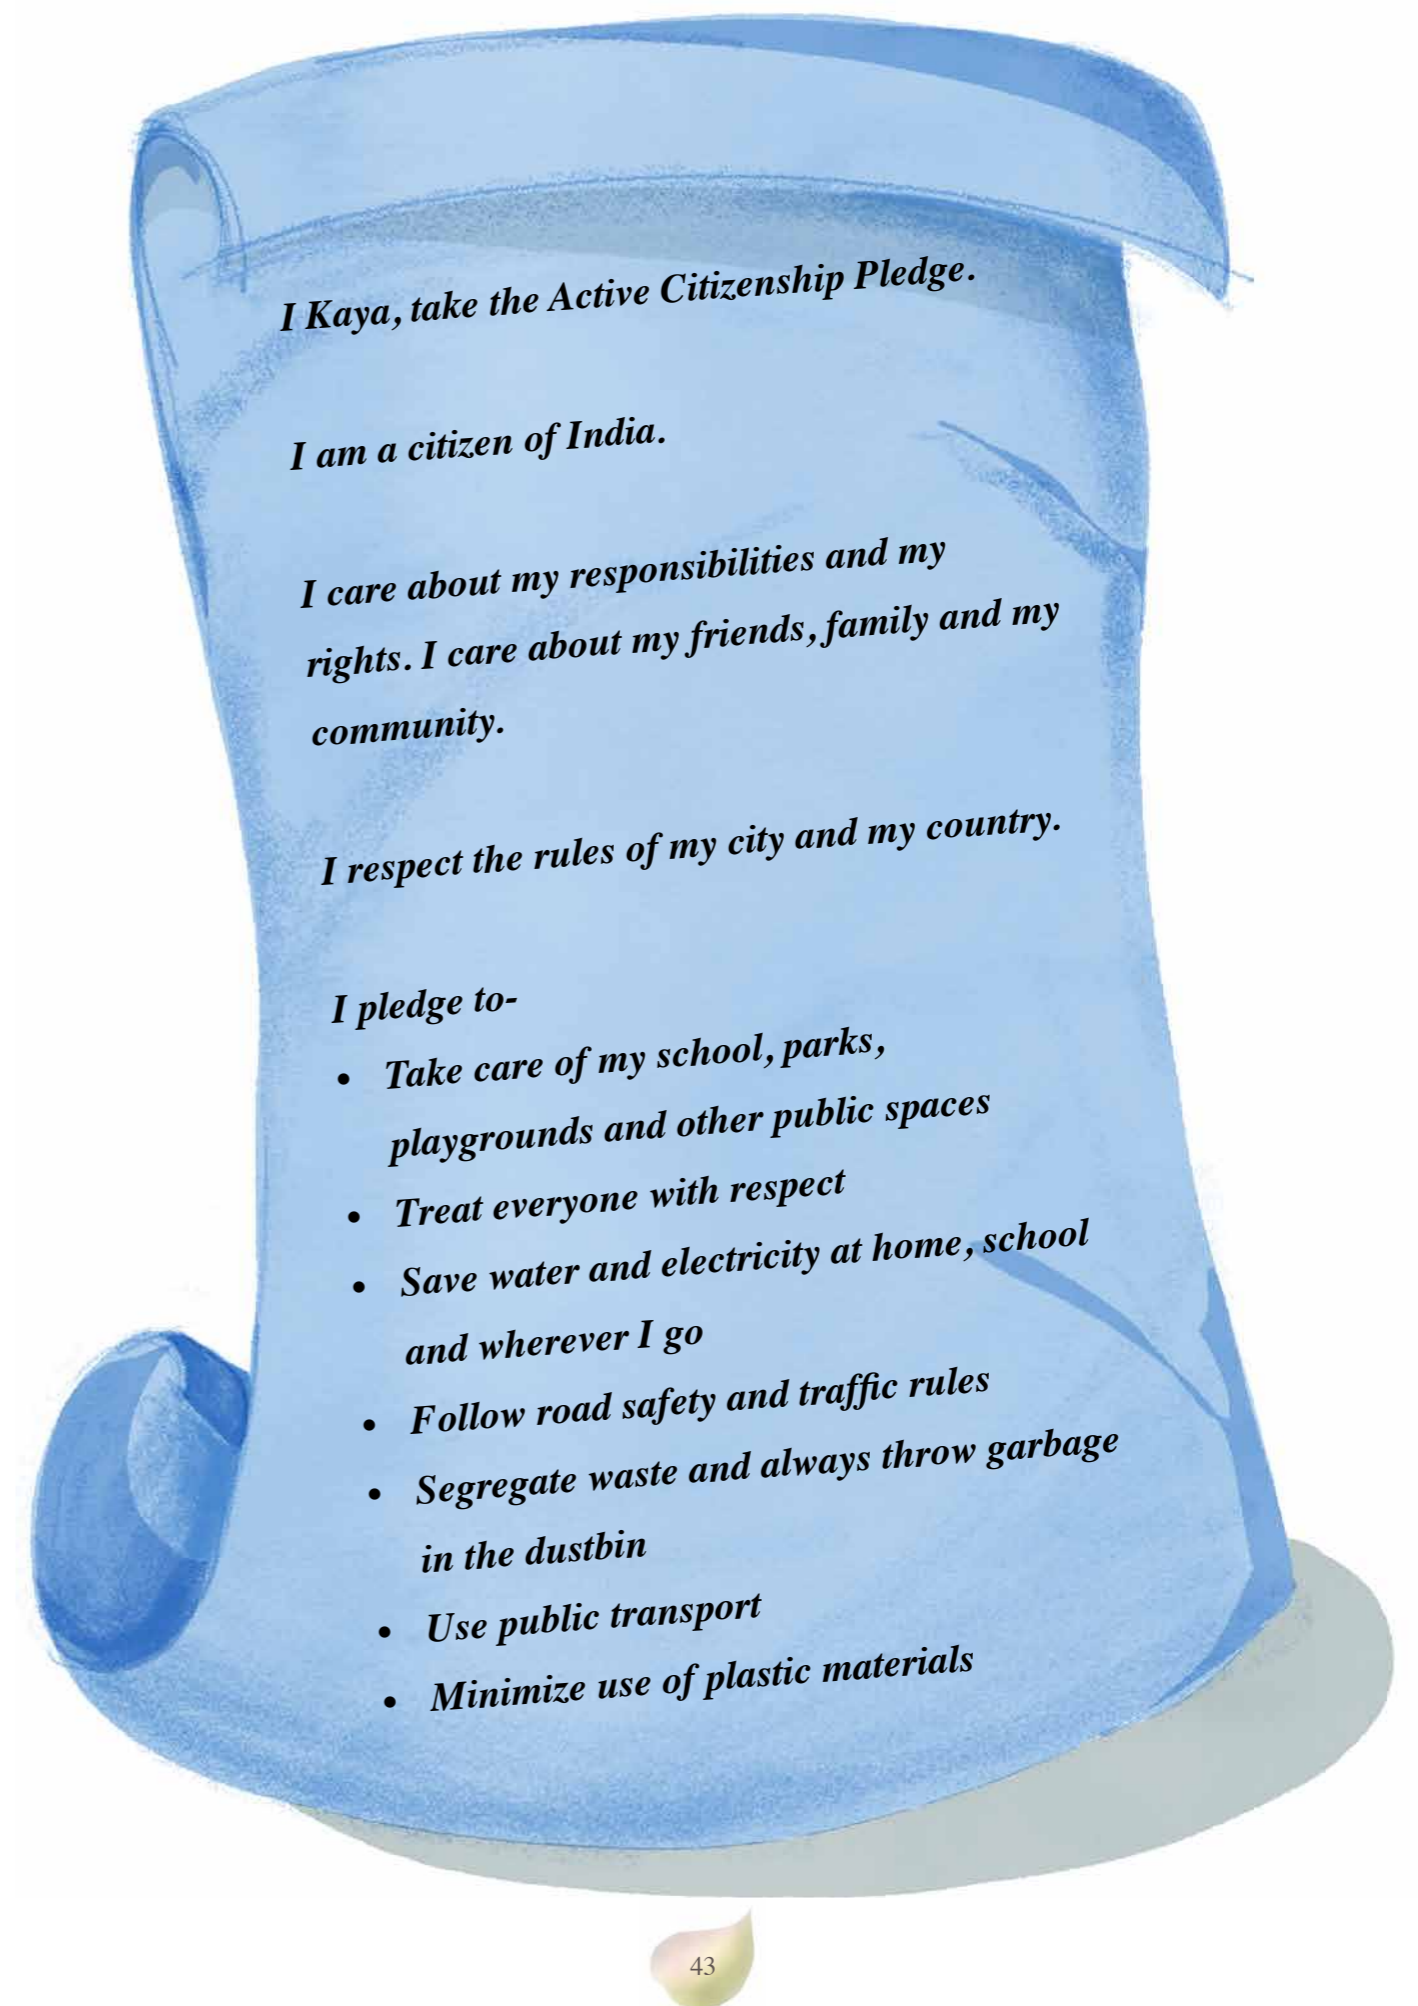 I Kaya, take the Active Citizenship Pledge.
I am a citizen of India.
I care about my responsibilities and my
rights. I care about my friends, family and my
community.
I respect the rules of my city and my country.
I pledge to-
• Take care of my school, parks,
playgrounds and other public spaces
• Treat everyone with respect
• Save water and electricity at home, school
and wherever I go
• Follow road safety and traffic rules
• Segregate waste and always throw garbage
in the dustbin
• Use public transport
• Minimize use of plastic materials
43